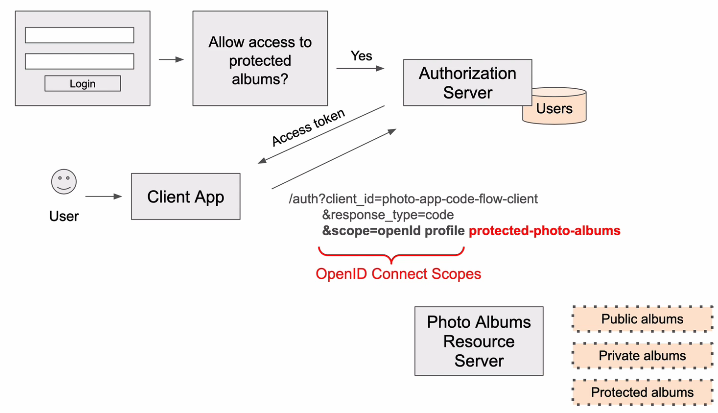 Login
Allow access to
protected
albums?
Yes
Authorization
Server
Users
Access token
User
Client App
/auth?client_id=photo-app-code-flow-client
&response_type=code
&scope=openId profile protected-photo-albums
OpenID Connect Scopes
Photo Albums
Resource
Server
Public albums
Private albums
Protected albums